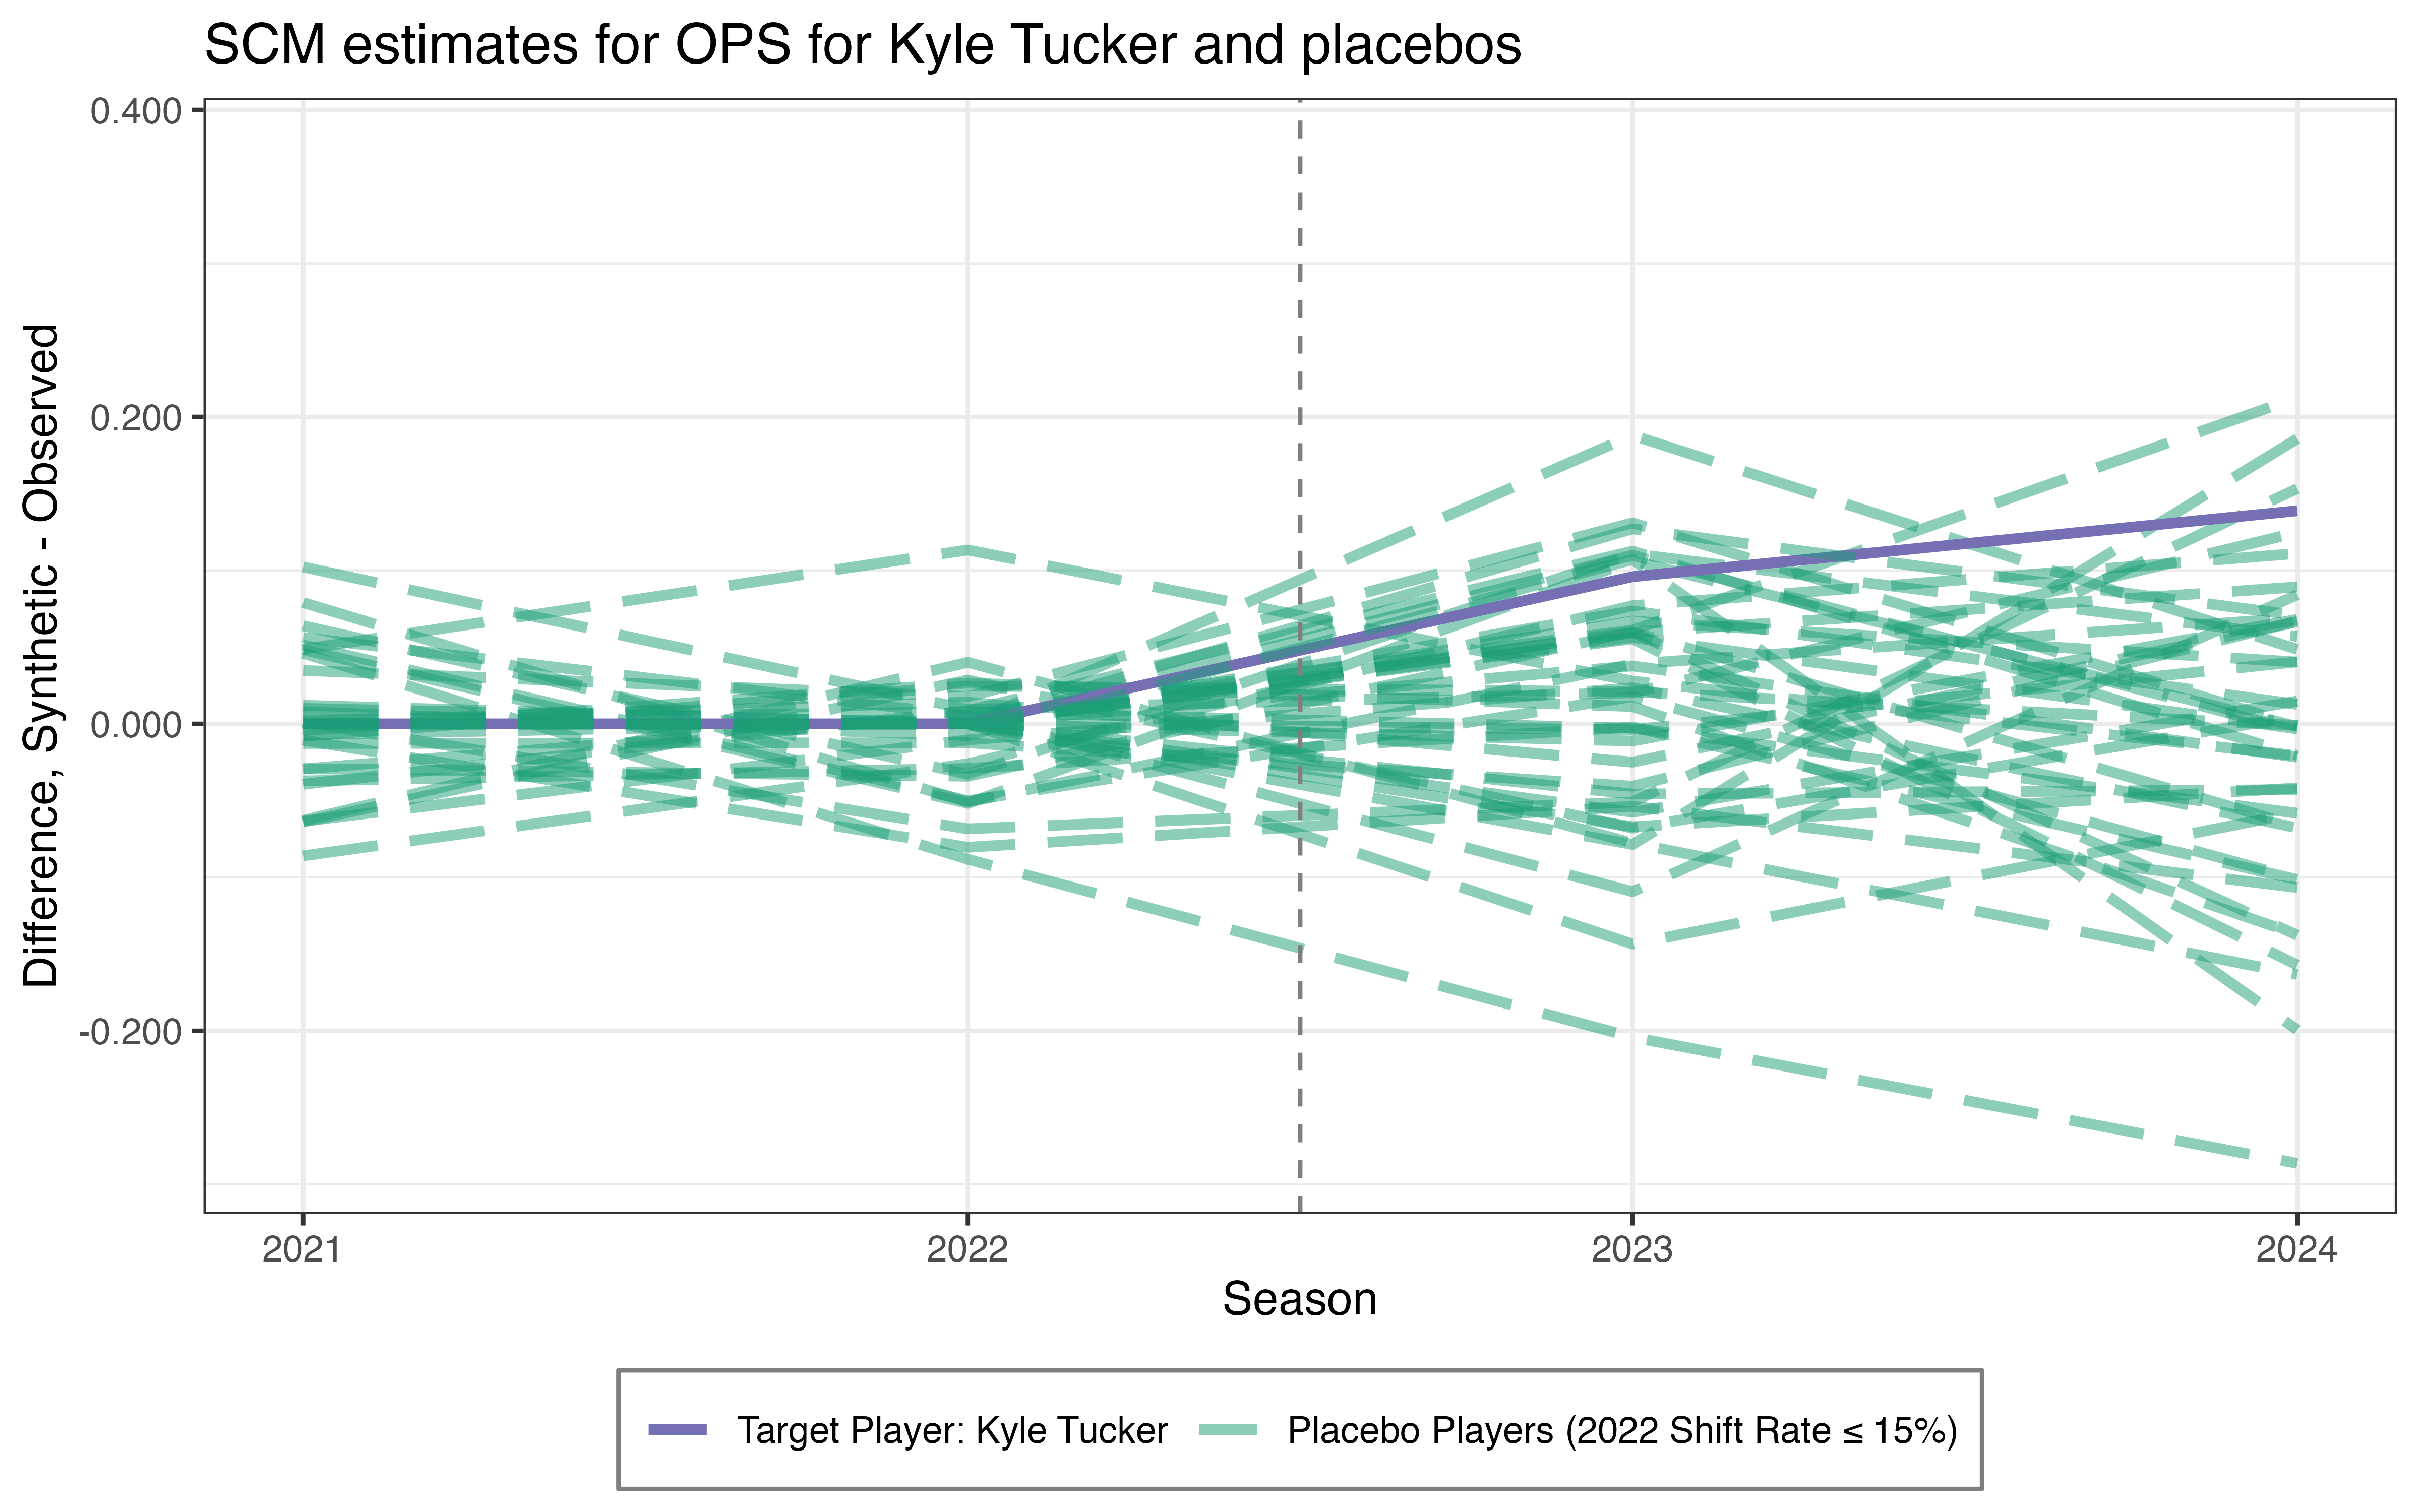 SCM estimates for OPS for Kyle Tucker and placebos
Difference, Synthetic - Observed
0.400
0.200
0.000
-0.200
2021 2022 2023 2024
Season
Target Player: Kyle Tucker Placebo Players (2022 Shift Rate ≤ 15%)